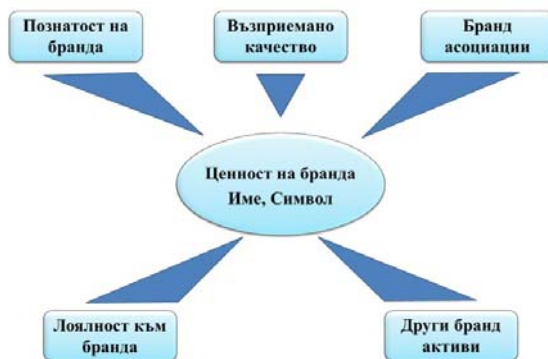 Познатост на
бранда
Възприемано
качество
Бранд
асоциации
Ценност на бранда
Име, Символ
Лоялност към
бранда
Други бранд
активи